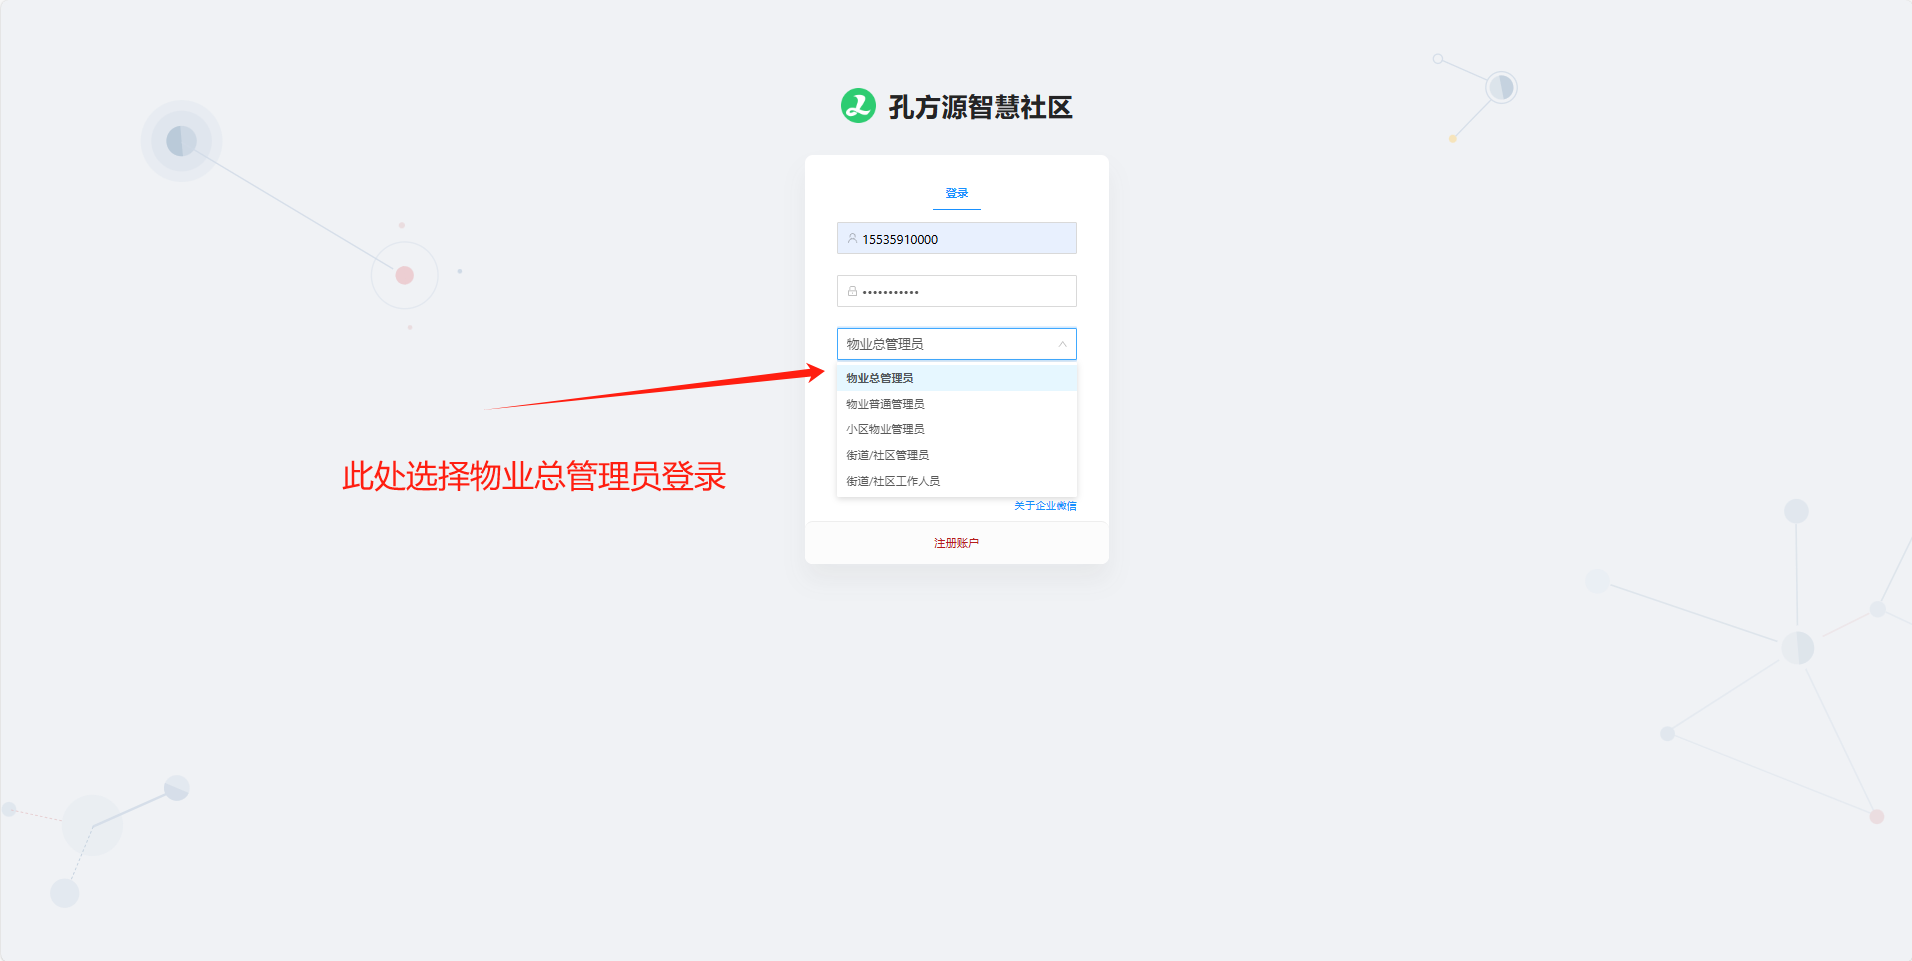 孔方源智慧社区
登录
15535910000
•••••••••••
物业总管理员
物业总管理员
物业普通管理员
小区物业管理员
街道/社区管理员
街道/社区工作人员
此处选择物业总管理员登录
关于企业微信
注册账户